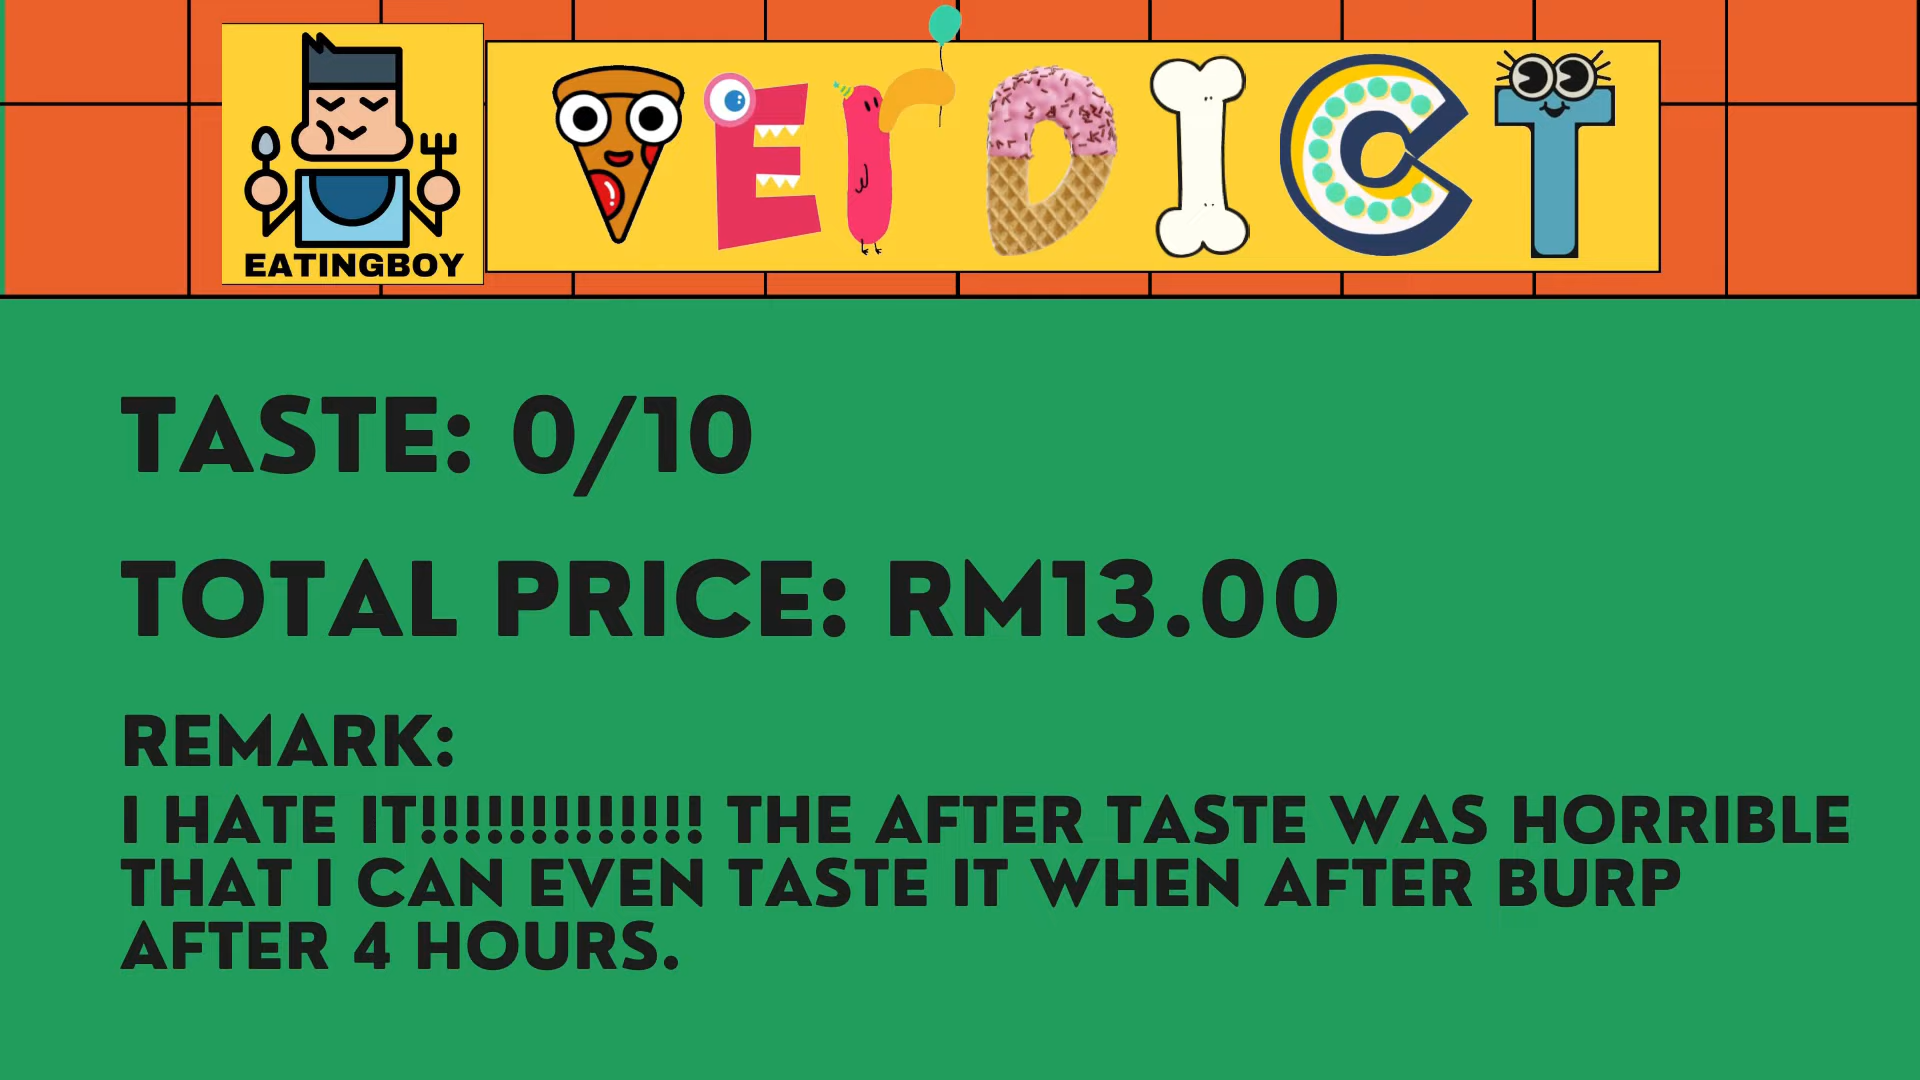 EATINGBOY
VErDICT
TASTE: 0/10
TOTAL PRICE: RM13.00
REMARK:
I HATE IT!!!!!!!!!!!!! THE AFTER TASTE WAS HORRIBLE
THAT I CAN EVEN TASTE IT WHEN AFTER BURP
AFTER 4 HOURS.